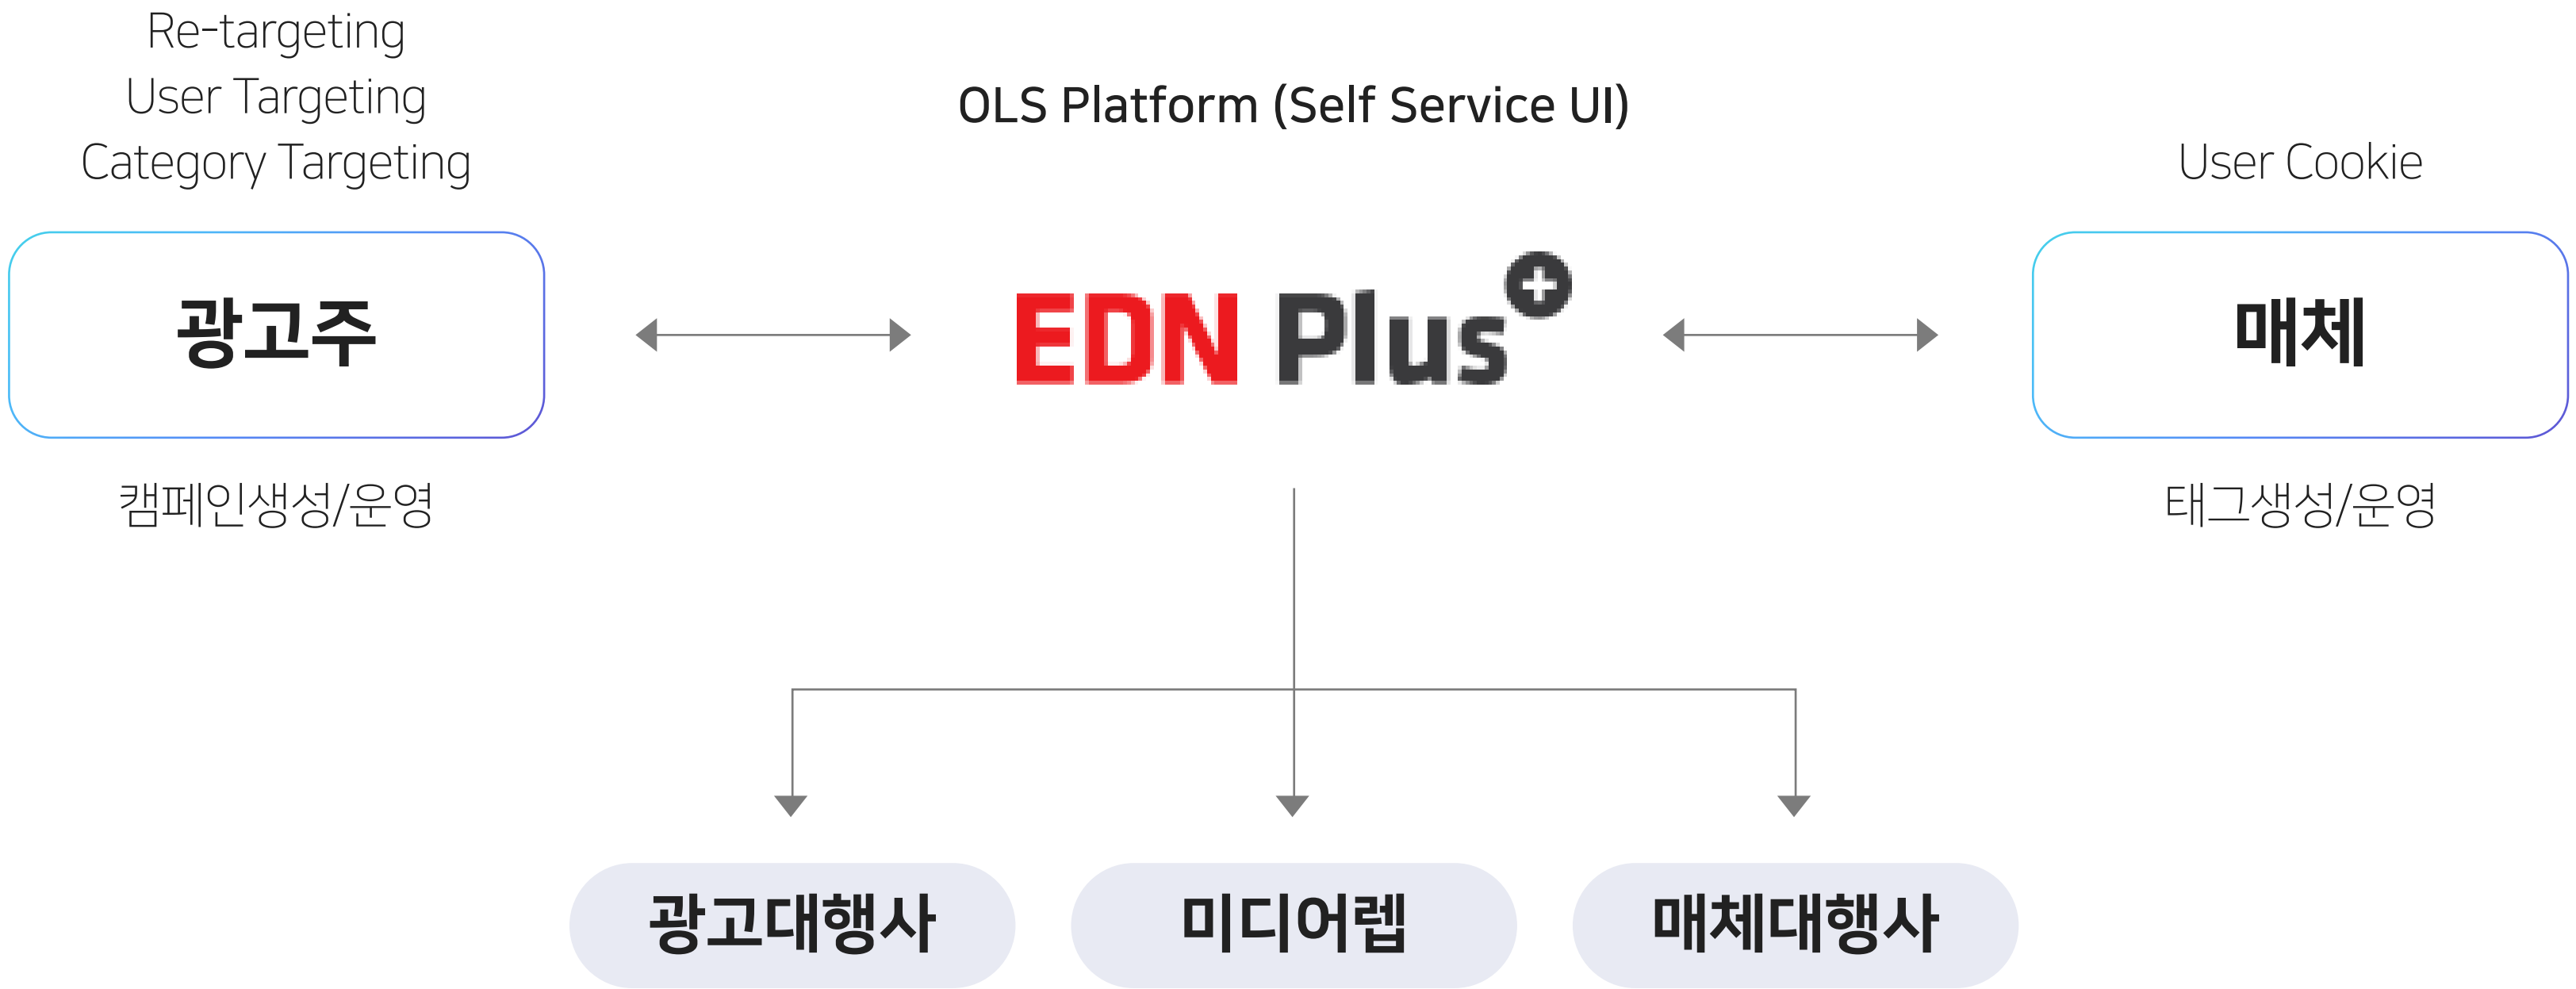 Re-targeting
User Targeting
Category Targeting
광고주
캠페인생성/운영
OLS Platform (Self Service UI)
EDN Plus+
User Cookie
매체
태그생성/운영
광고대행사
미디어렙
매체대행사